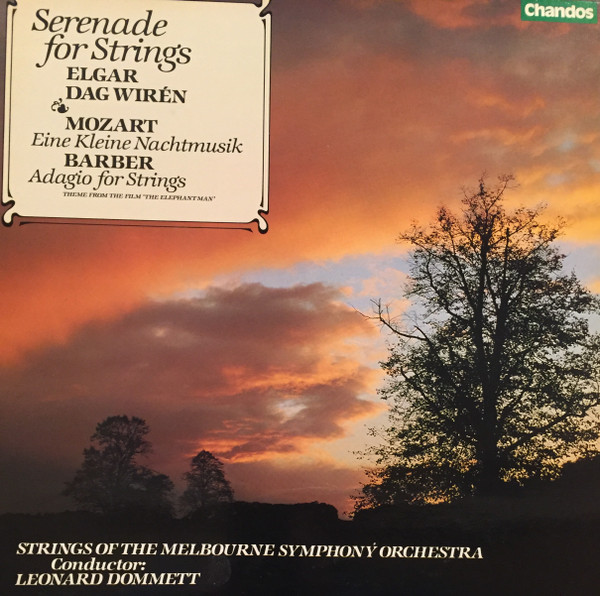 Chandos
Serenade
for Strings
ELGAR
DAG WIRÉN
MOZART
Eine Kleine Nachtmusik
BARBER
Adagio for Strings
THEME FROM THE FILM "THE ELEPHANT MAN"
STRINGS OF THE MELBOURNE SYMPHONY ORCHESTRA
Conductor:
LEONARD DOMMETT